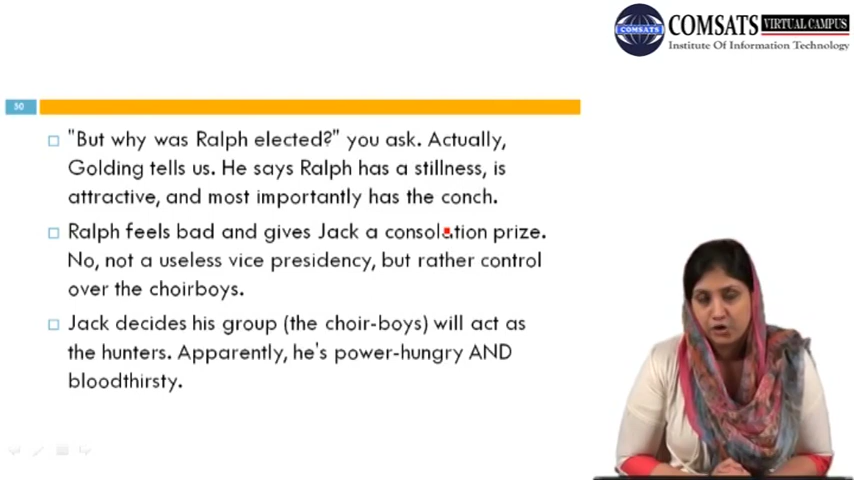 COMSATS
COMSATS VIRTUAL CAMPUS
Institute Of Information Technology
50
"But why was Ralph elected?" you ask. Actually,
Golding tells us. He says Ralph has a stillness, is
attractive, and most importantly has the conch.
Ralph feels bad and gives Jack a consolation prize.
No, not a useless vice presidency, but rather control
over the choirboys.
Jack decides his group (the choir-boys) will act as
the hunters. Apparently, he's power-hungry AND
bloodthirsty.